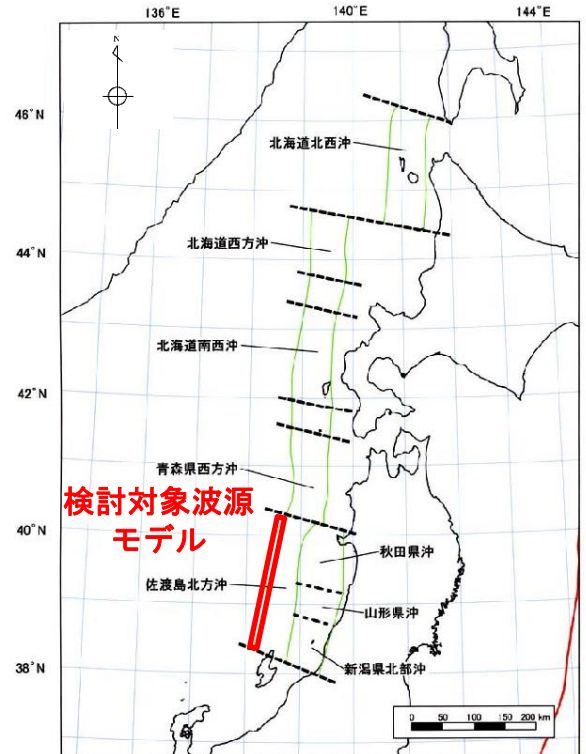 136°E
140°E
144°E
N
46°N
北海道北西沖
44°N
北海道西方沖
北海道南西沖
42°N
青森県西方沖
検討対象波源
モデル
40°N
秋田県沖
佐渡島北方沖
山形県沖
38°N
新潟県北部沖
0 50 100 150 200 km